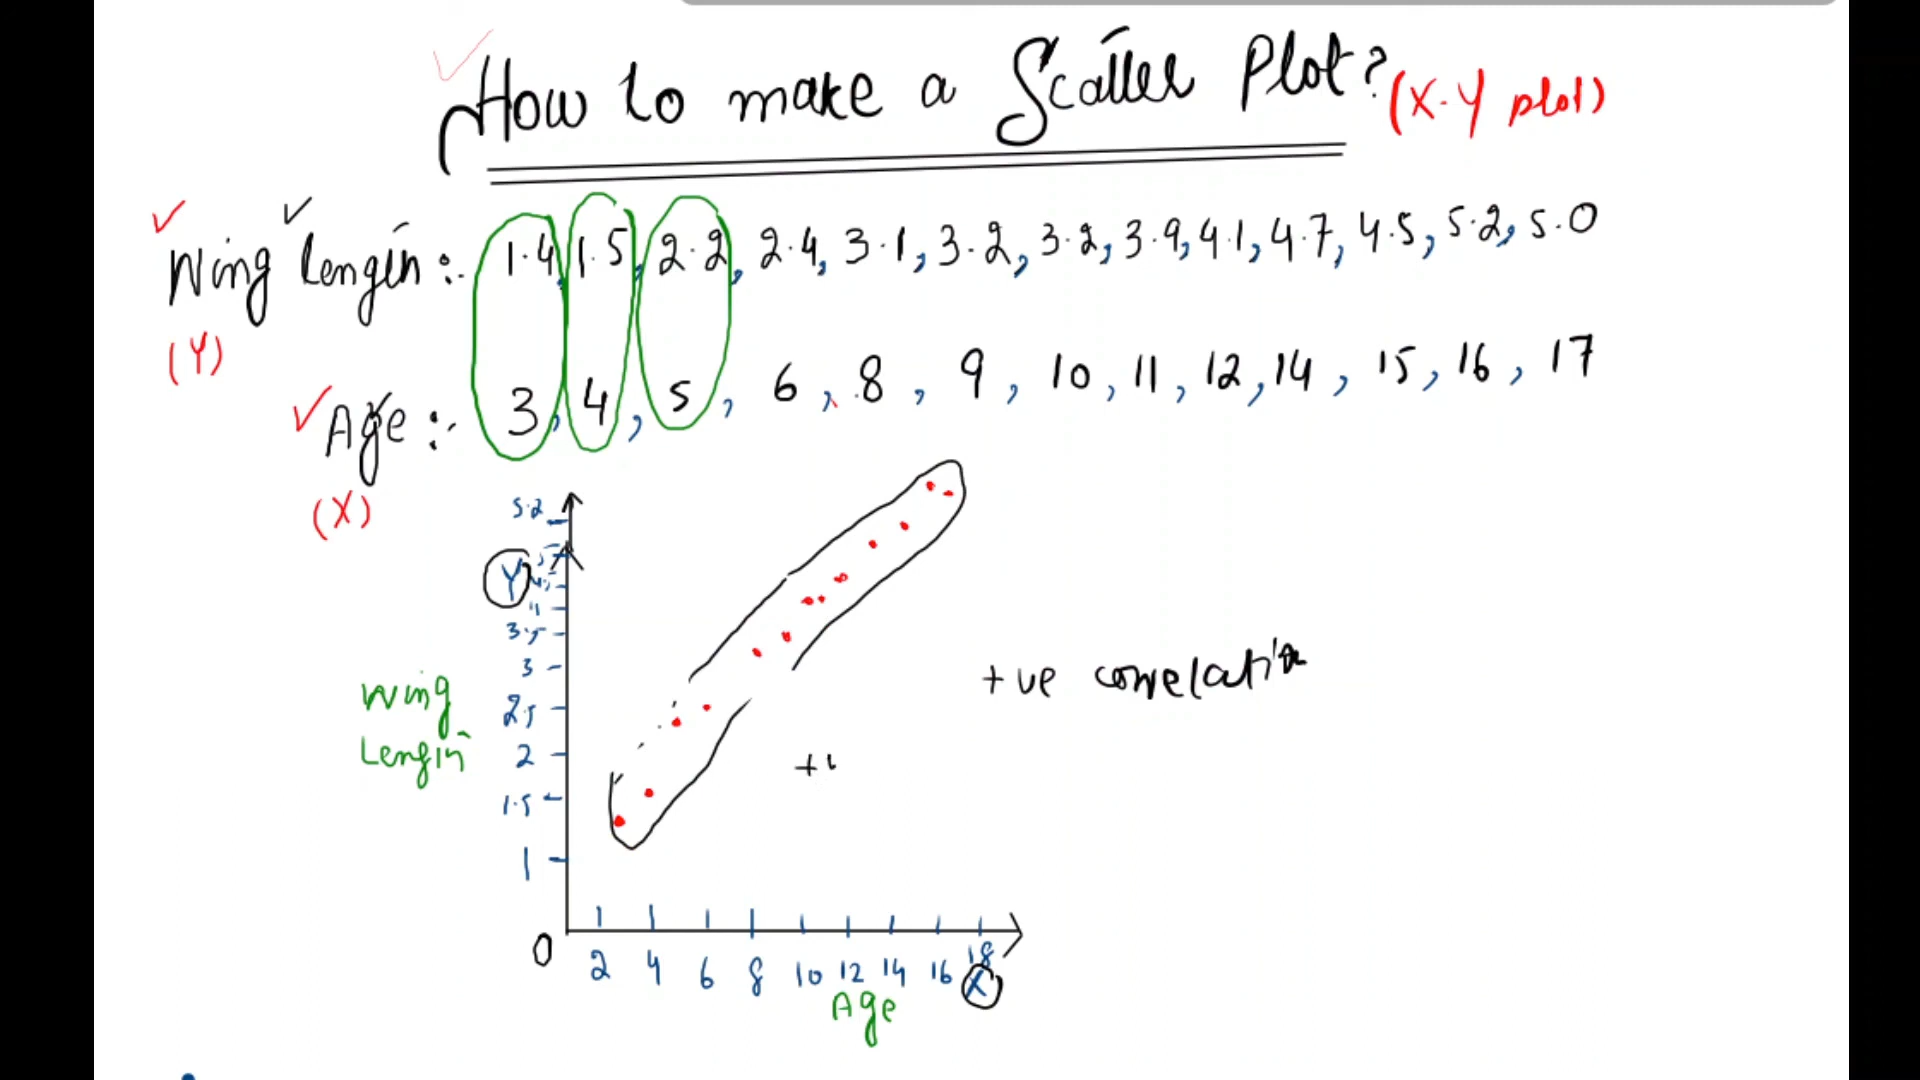 How to make a Scatter Plot? (X-Y plot)
Wing Length :- 1.4, 1.5, 2.2, 2.4, 3.1, 3.2, 3.2, 3.9, 4.1, 4.7, 4.5, 5.2, 5.0
(Y)
Age :- 3, 4, 5, 6, 8, 9, 10, 11, 12, 14, 15, 16, 17
(X)
5.2
5
Y
4
3.5
3
2.5
2
1.5
1
0
Wing
Length
+ve correlation
2 4 6 8 10 12 14 16 18
X
Age